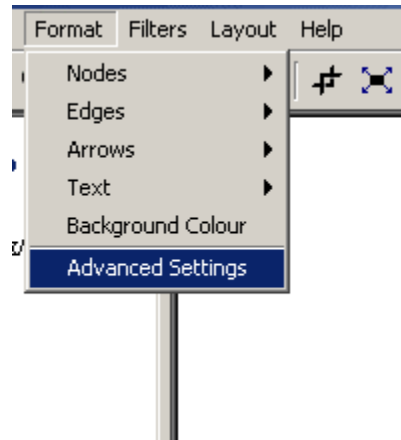 Format Filters Layout Help
Nodes
Edges
Arrows
Text
Background Colour
Advanced Settings